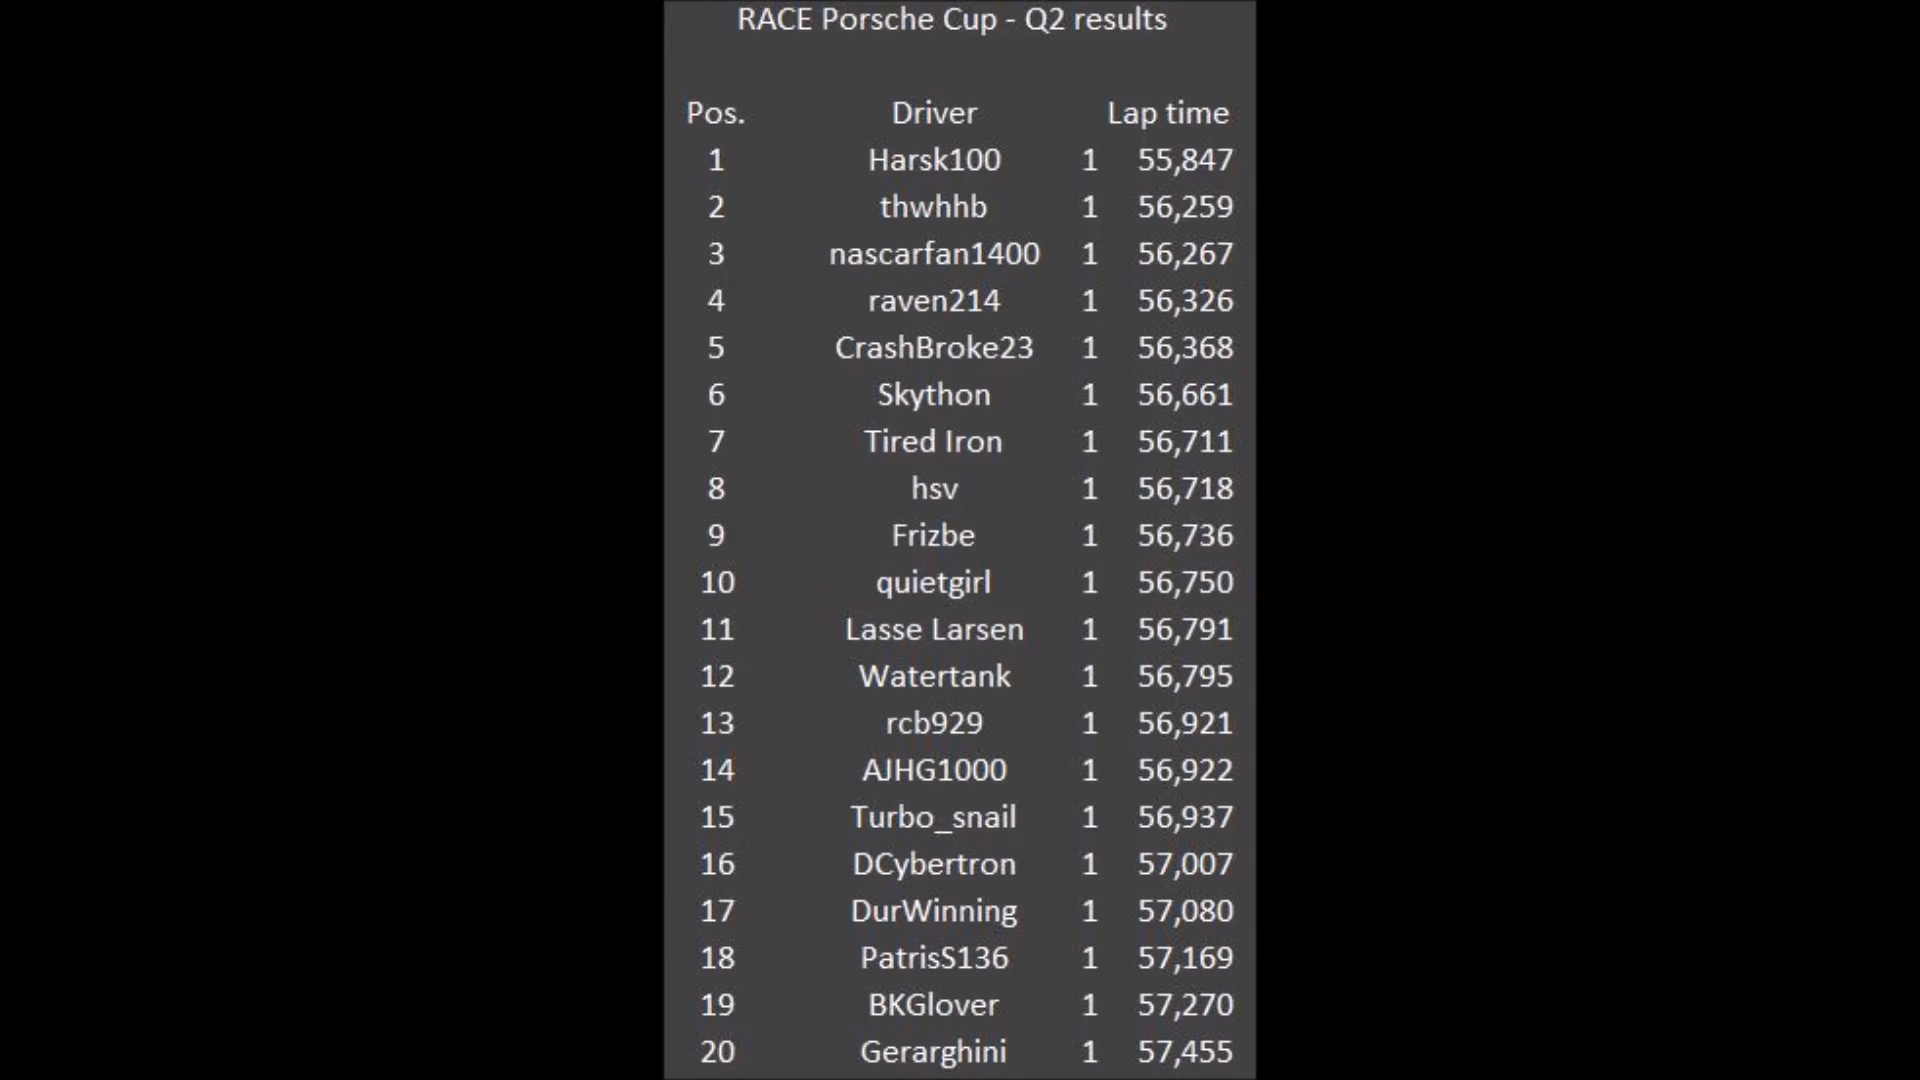 RACE Porsche Cup - Q2 results
Pos. Driver Lap time
1 Harsk100 1 55,847
2 thwhhb 1 56,259
3 nascarfan1400 1 56,267
4 raven214 1 56,326
5 CrashBroke23 1 56,368
6 Skython 1 56,661
7 Tired Iron 1 56,711
8 hsv 1 56,718
9 Frizbe 1 56,736
10 quietgirl 1 56,750
11 Lasse Larsen 1 56,791
12 Watertank 1 56,795
13 rcb929 1 56,921
14 AJHG1000 1 56,922
15 Turbo_snail 1 56,937
16 DCybertron 1 57,007
17 DurWinning 1 57,080
18 PatrisS136 1 57,169
19 BKGlover 1 57,270
20 Gerarghini 1 57,455